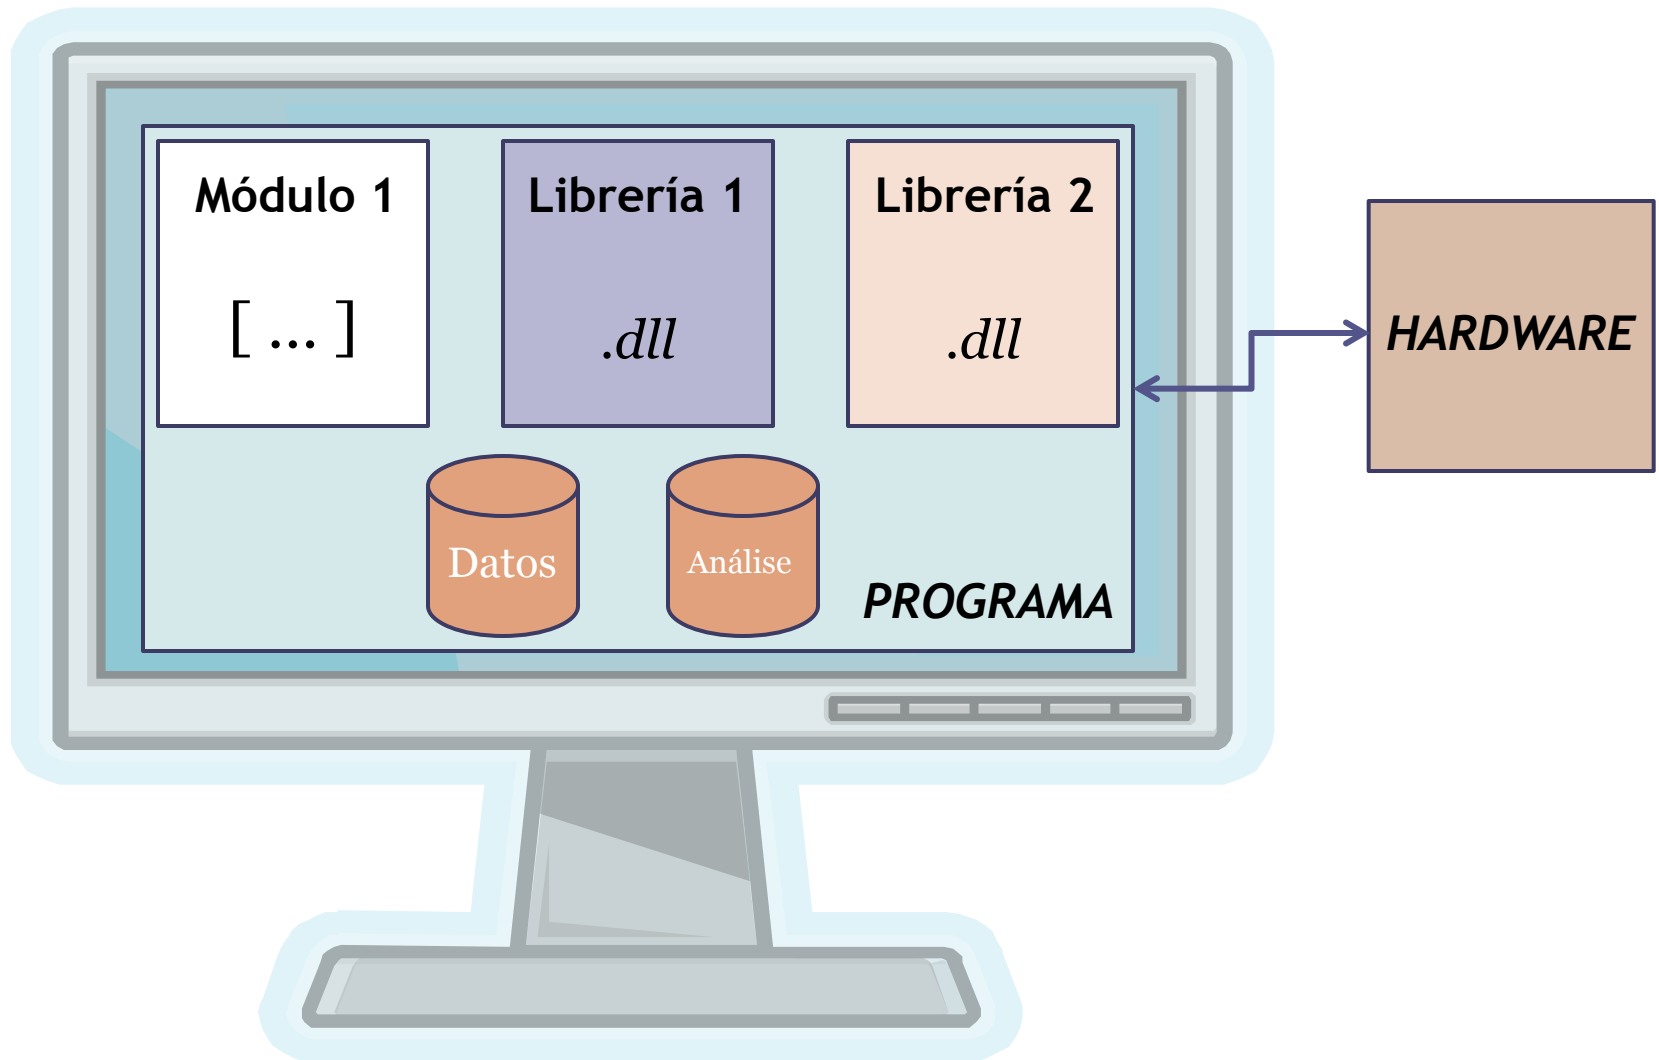 Módulo 1
[ ... ]
Librería 1
.dll
Librería 2
.dll
HARDWARE
Datos
Análise
PROGRAMA